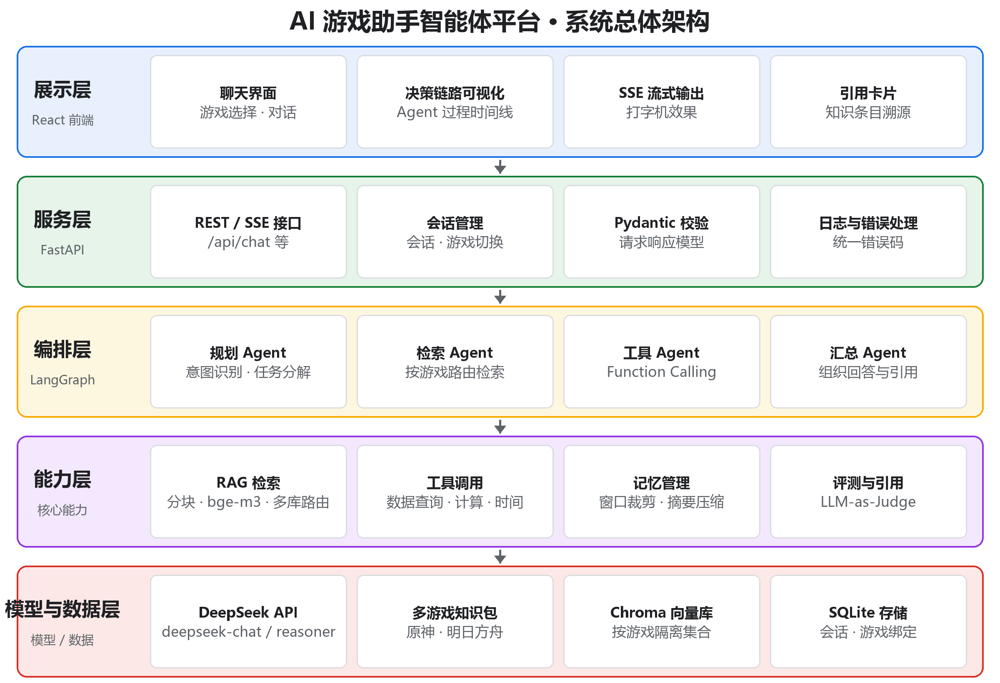 AI 游戏助手智能体平台 · 系统总体架构
展示层
React 前端
聊天界面
游戏选择 · 对话
决策链路可视化
Agent 过程时间线
SSE 流式输出
打字机效果
引用卡片
知识条目溯源
服务层
FastAPI
REST / SSE 接口
/api/chat 等
会话管理
会话 · 游戏切换
Pydantic 校验
请求响应模型
日志与错误处理
统一错误码
编排层
LangGraph
规划 Agent
意图识别 · 任务分解
检索 Agent
按游戏路由检索
工具 Agent
Function Calling
汇总 Agent
组织回答与引用
能力层
核心能力
RAG 检索
分块 · bge-m3 · 多库路由
工具调用
数据查询 · 计算 · 时间
记忆管理
窗口裁剪 · 摘要压缩
评测与引用
LLM-as-Judge
模型与数据层
模型 / 数据
DeepSeek API
deepseek-chat / reasoner
多游戏知识包
原神 · 明日方舟
Chroma 向量库
按游戏隔离集合
SQLite 存储
会话 · 游戏绑定